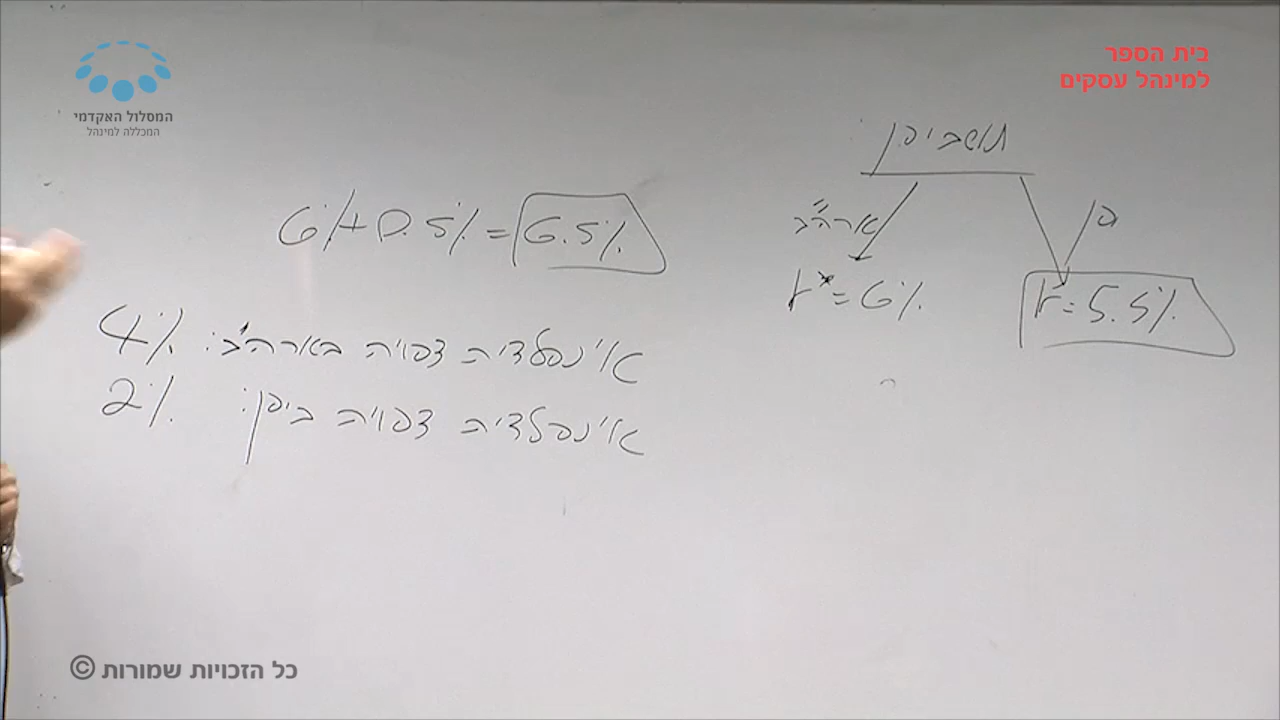 בית הספר
למינהל עסקים
המסלול האקדמי
המכללה למינהל
תושבי יפן
ארה"ב
r* = 6%
r = 5.5%
6% + 0.5% = 6.5%
אינפלציה צפויה בארה"ב: 4%
אינפלציה צפויה ביפן: 2%
כל הזכויות שמורות ©